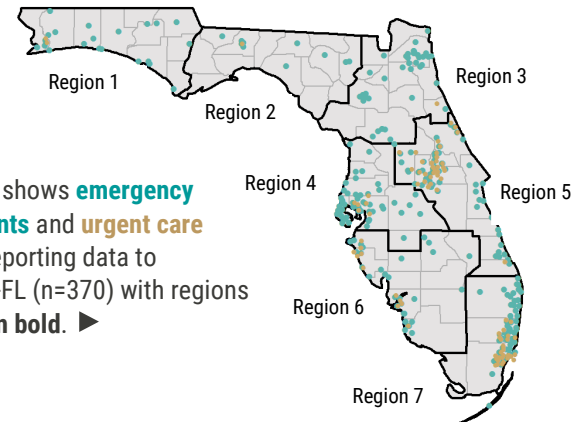 Region 1
Region 2
Region 3
Region 4
Region 5
Region 6
Region 7
shows emergency
nts and urgent care
eporting data to
FL (n=370) with regions
n bold. ►